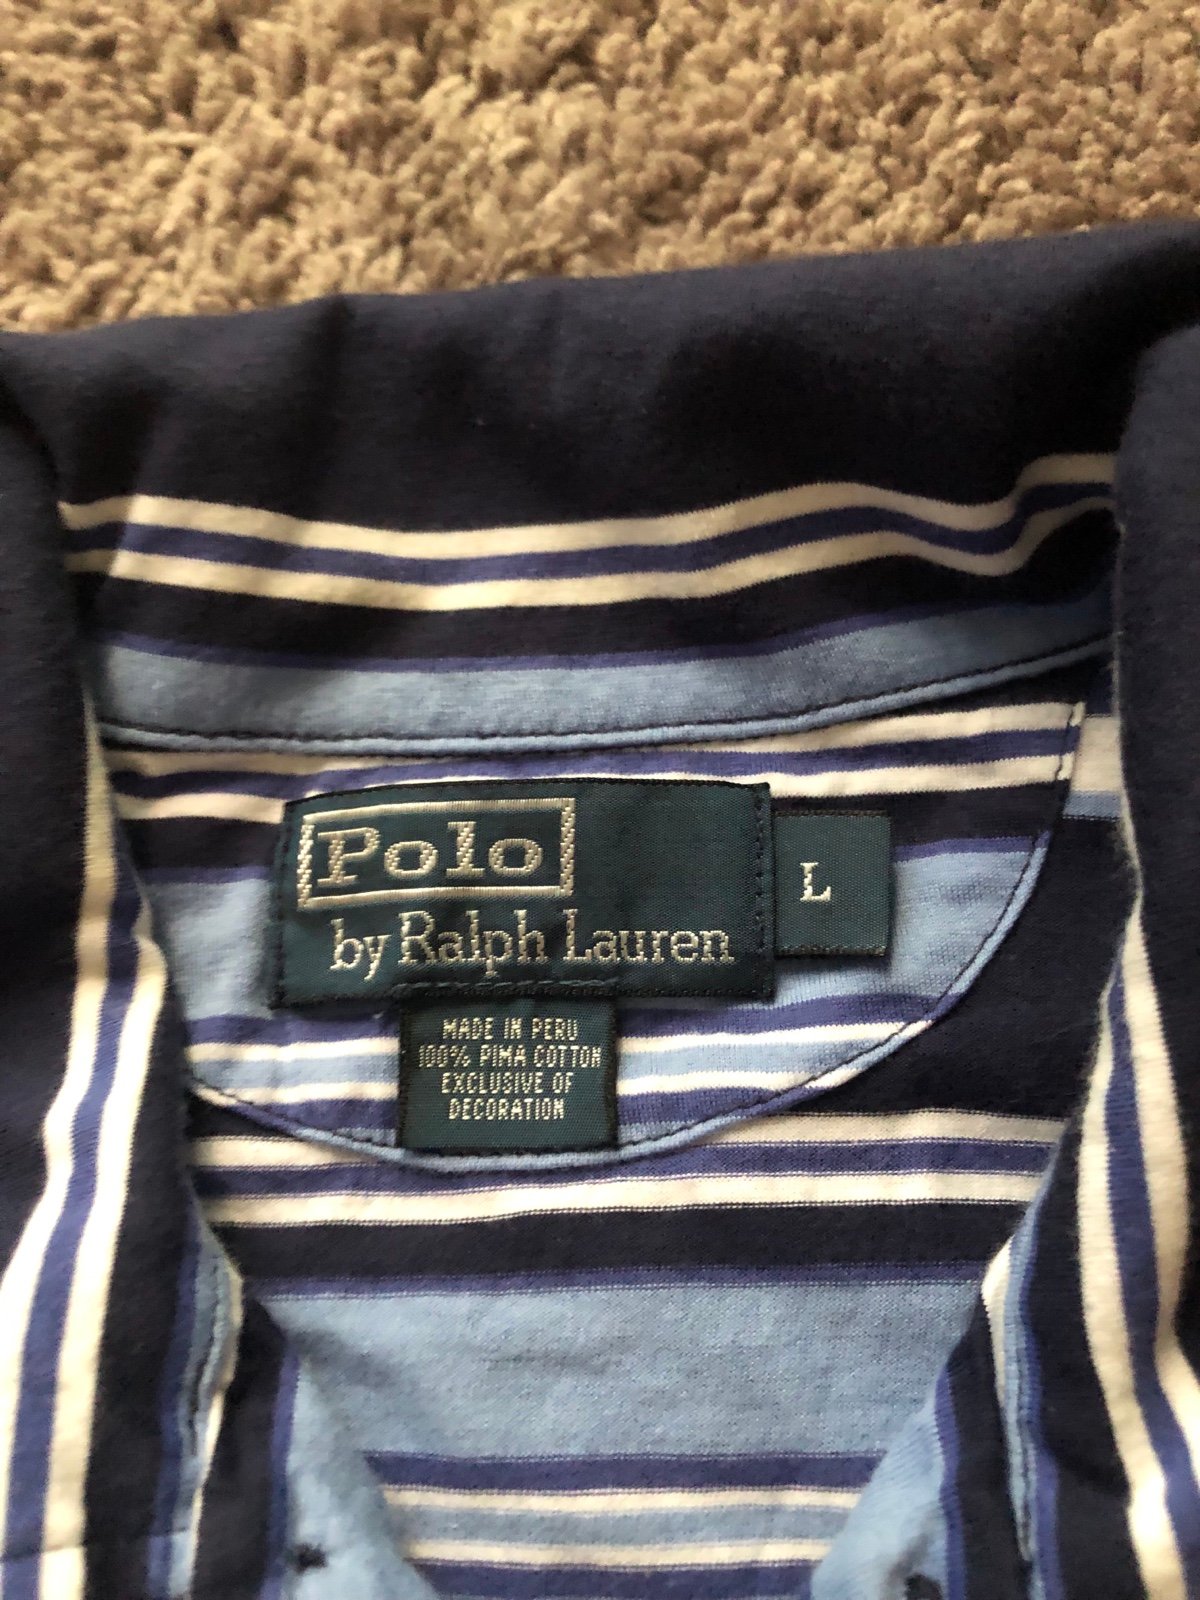 Polo
by Ralph Lauren
L
MADE IN PERU
100% PIMA COTTON
EXCLUSIVE OF
DECORATION